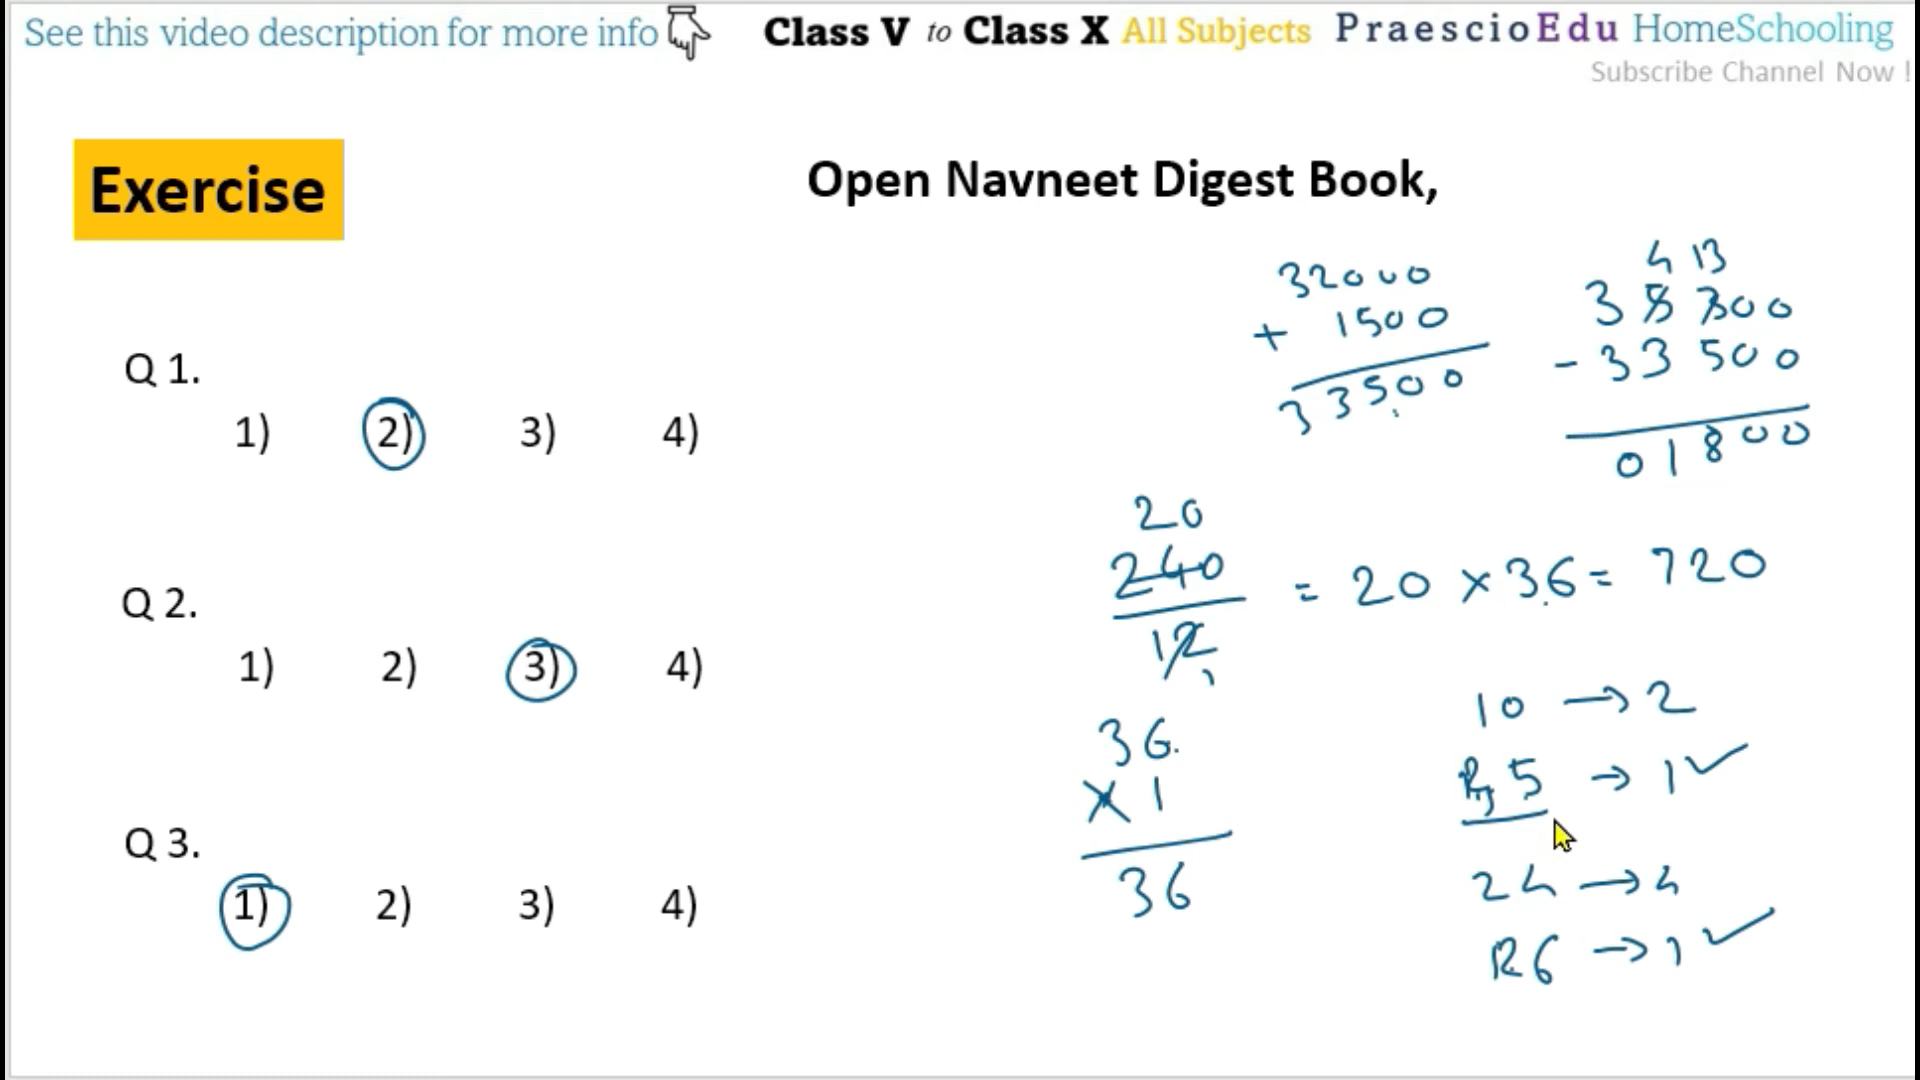 See this video description for more info Class V to Class X All Subjects PraescioEdu HomeSchooling
Subscribe Channel Now !
Exercise
Open Navneet Digest Book,
Q 1.
1) 2) 3) 4)
Q 2.
1) 2) 3) 4)
Q 3.
1) 2) 3) 4)
32000
+ 1500
33500
4 13
35300
- 33500
01800
20
240
12
1
= 20 × 36 = 720
36
× 1
36
10 → 2
5 → 1 ✓
24 → 4
R6 → 1 ✓